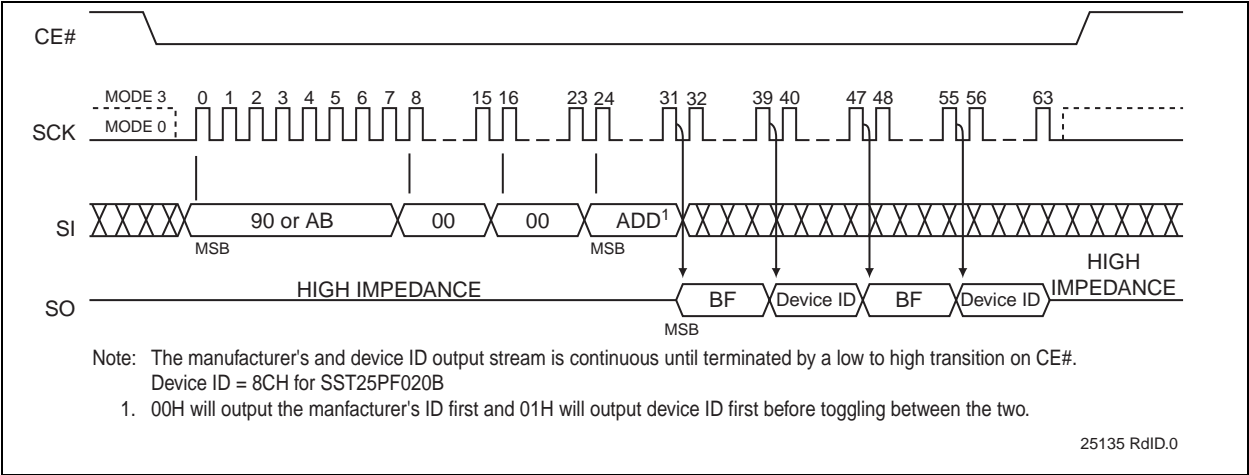 CE#
MODE 3
MODE 0
SCK
0 1 2 3 4 5 6 7 8 15 16 23 24 31 32 39 40 47 48 55 56 63
SI
90 or AB
00
00
ADD1
MSB
MSB
SO
HIGH IMPEDANCE
BF
Device ID
BF
Device ID
HIGH
IMPEDANCE
MSB
Note: The manufacturer's and device ID output stream is continuous until terminated by a low to high transition on CE#.
Device ID = 8CH for SST25PF020B
1. 00H will output the manfacturer's ID first and 01H will output device ID first before toggling between the two.
25135 RdID.0